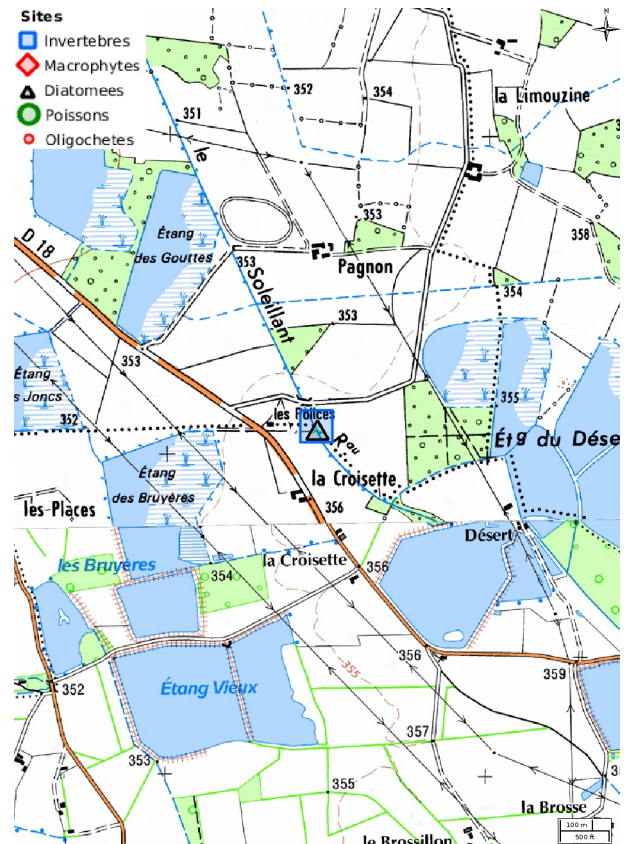 Sites
Invertebres
Macrophytes
Diatomees
Poissons
Oligochetes
N
351
352
354
la Limouzine
le
Étang
des Gouttes
353
358
D 18
353
Soleillant
Pagnon
354
353
353
Étang
Joncs
352
355
les Polices
Rau
Étg du Dése
Étang
des Bruyères
la Croisette
356
les Places
Désert
les Bruyères
la Croisette
354
356
355
356
359
352
Étang Vieux
357
353
355
la Brosse
le Brossillon
100 m
500 ft